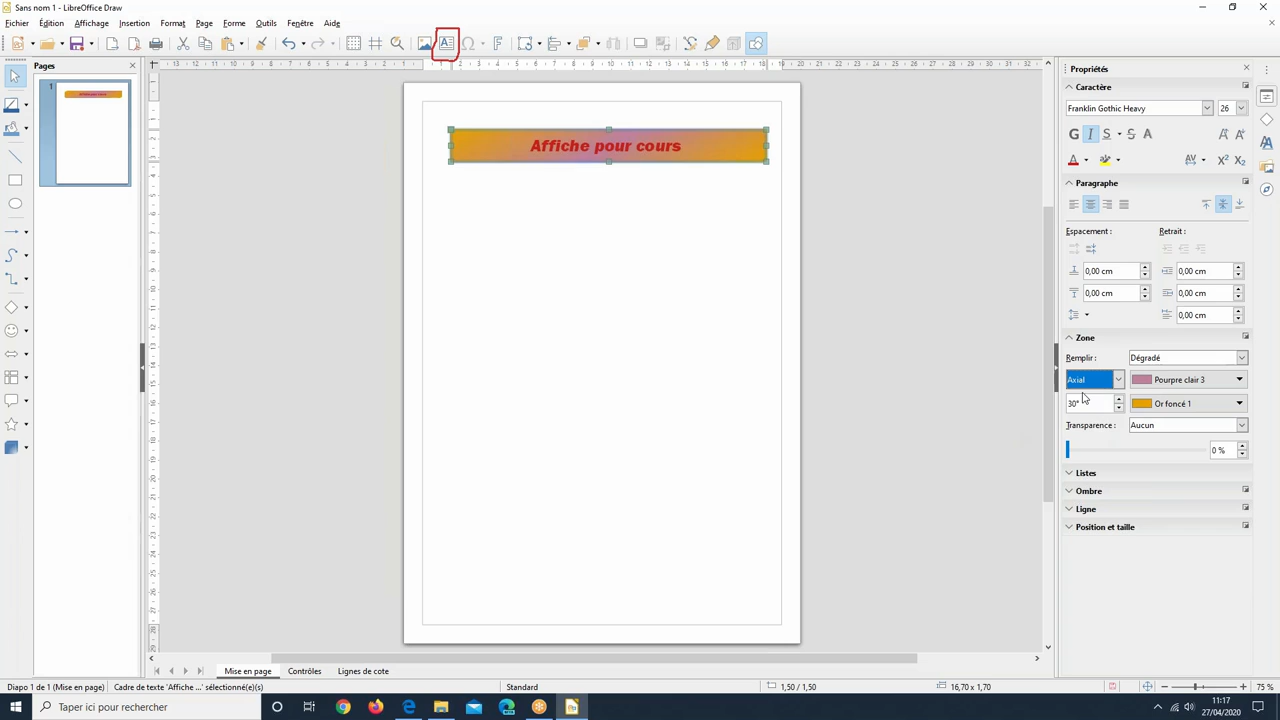 Sans nom 1 - LibreOffice Draw
Fichier Édition Affichage Insertion Format Page Forme Outils Fenêtre Aide
Pages
1
Affiche pour cours
Propriétés
Caractère
Franklin Gothic Heavy 26
Paragraphe
Espacement : Retrait :
0,00 cm 0,00 cm
0,00 cm 0,00 cm
0,00 cm
Zone
Remplir : Dégradé
Axial Pourpre clair 3
30° Or foncé 1
Transparence : Aucun
0 %
Listes
Ombre
Ligne
Position et taille
Mise en page Contrôles Lignes de cote
Diapo 1 de 1 (Mise en page) Cadre de texte 'Affiche ...' sélectionné(e)(s) Standard 1,50 / 1,50 16,70 x 1,70 75 %
Taper ici pour rechercher
11:17
27/04/2020